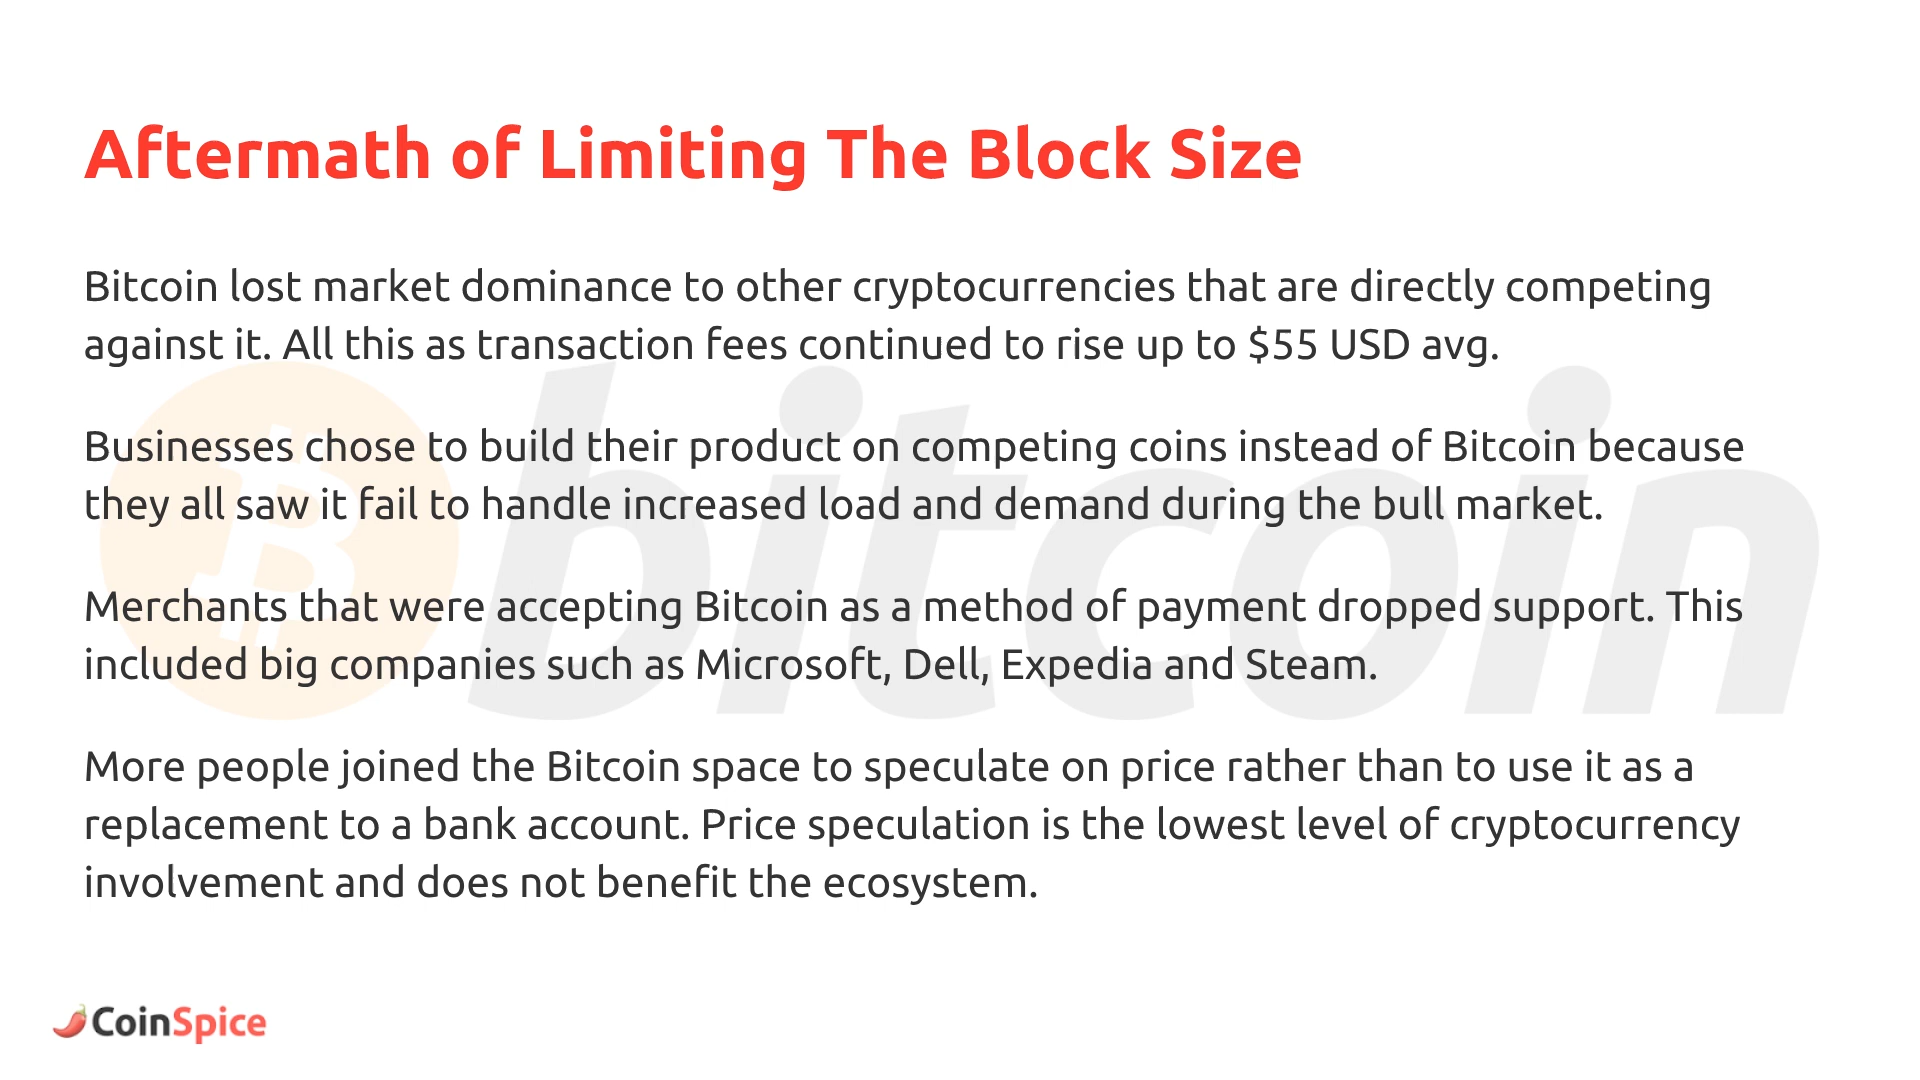 Aftermath of Limiting The Block Size
Bitcoin lost market dominance to other cryptocurrencies that are directly competing
against it. All this as transaction fees continued to rise up to $55 USD avg.
Businesses chose to build their product on competing coins instead of Bitcoin because
they all saw it fail to handle increased load and demand during the bull market.
Merchants that were accepting Bitcoin as a method of payment dropped support. This
included big companies such as Microsoft, Dell, Expedia and Steam.
More people joined the Bitcoin space to speculate on price rather than to use it as a
replacement to a bank account. Price speculation is the lowest level of cryptocurrency
involvement and does not benefit the ecosystem.
bitcoin
CoinSpice